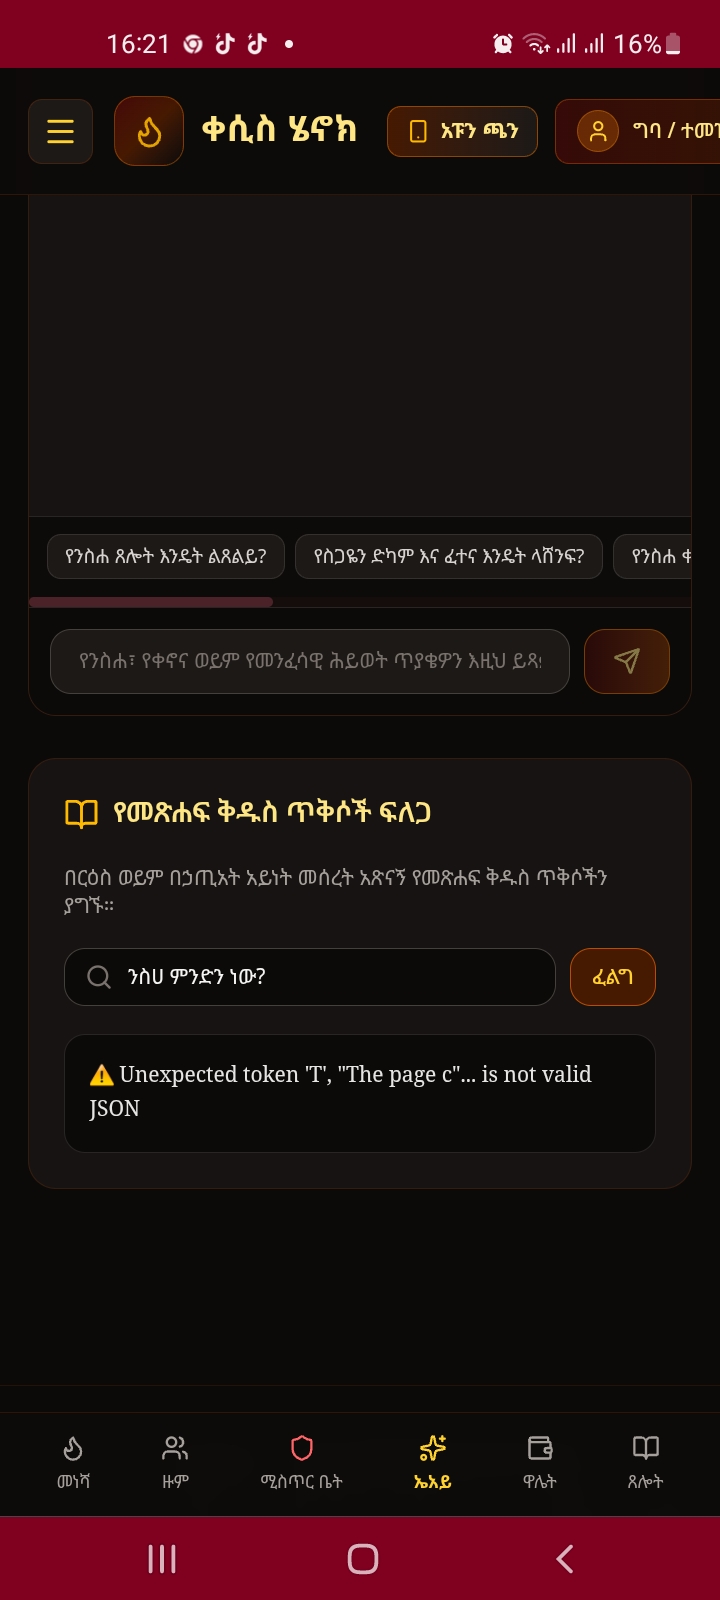 16:21
16%
ቀሲስ ሄኖክ
አፑን ጫን
ግባ / ተመ
የንስሐ ጸሎት እንዴት ልጸልይ?
የስጋዬን ድካም እና ፈተና እንዴት ላሸንፍ?
የንስሐ
የንስሐ፣ የቀኖና ወይም የመንፈሳዊ ሕይወት ጥያቄዎን እዚህ
የመጽሐፍ ቅዱስ ጥቅሶች ፍለጋ
በርዕስ ወይም በኃጢአት አይነት መሰረት አጽናኝ የመጽሐፍ ቅዱስ ጥቅሶችን
ያግኙ።
ንስሀ ምንድን ነው?
ፈልግ
⚠️ Unexpected token 'T', "The page c"... is not valid
JSON
መነሻ
ዙም
ሚስጥር ቤት
ኤአይ
ዋሌት
ጸሎት